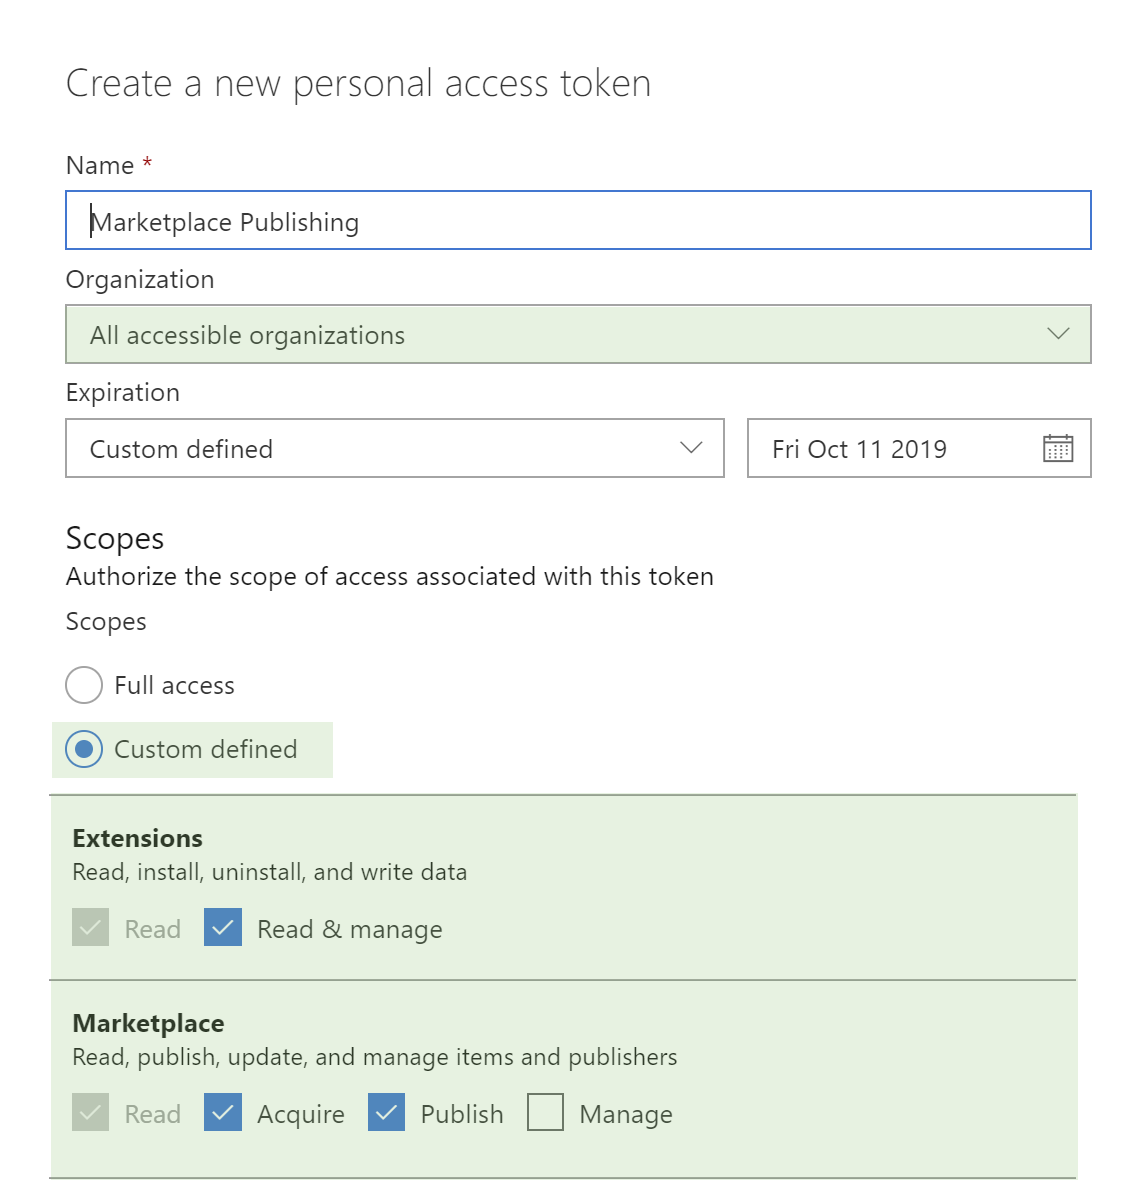 Create a new personal access token
Name *
Marketplace Publishing
Organization
All accessible organizations
Expiration
Custom defined
Fri Oct 11 2019
Scopes
Authorize the scope of access associated with this token
Scopes
Full access
Custom defined
Extensions
Read, install, uninstall, and write data
Read Read & manage
Marketplace
Read, publish, update, and manage items and publishers
Read Acquire Publish Manage